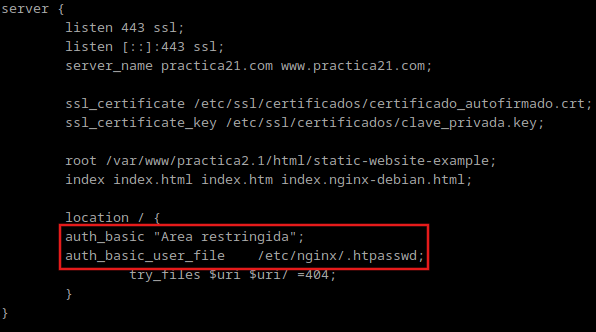 server {
listen 443 ssl;
listen [::]:443 ssl;
server_name practica21.com www.practica21.com;
ssl_certificate /etc/ssl/certificados/certificado_autofirmado.crt;
ssl_certificate_key /etc/ssl/certificados/clave_privada.key;
root /var/www/practica2.1/html/static-website-example;
index index.html index.htm index.nginx-debian.html;
location / {
auth_basic "Area restringida";
auth_basic_user_file    /etc/nginx/.htpasswd;
try_files $uri $uri/ =404;
}
}